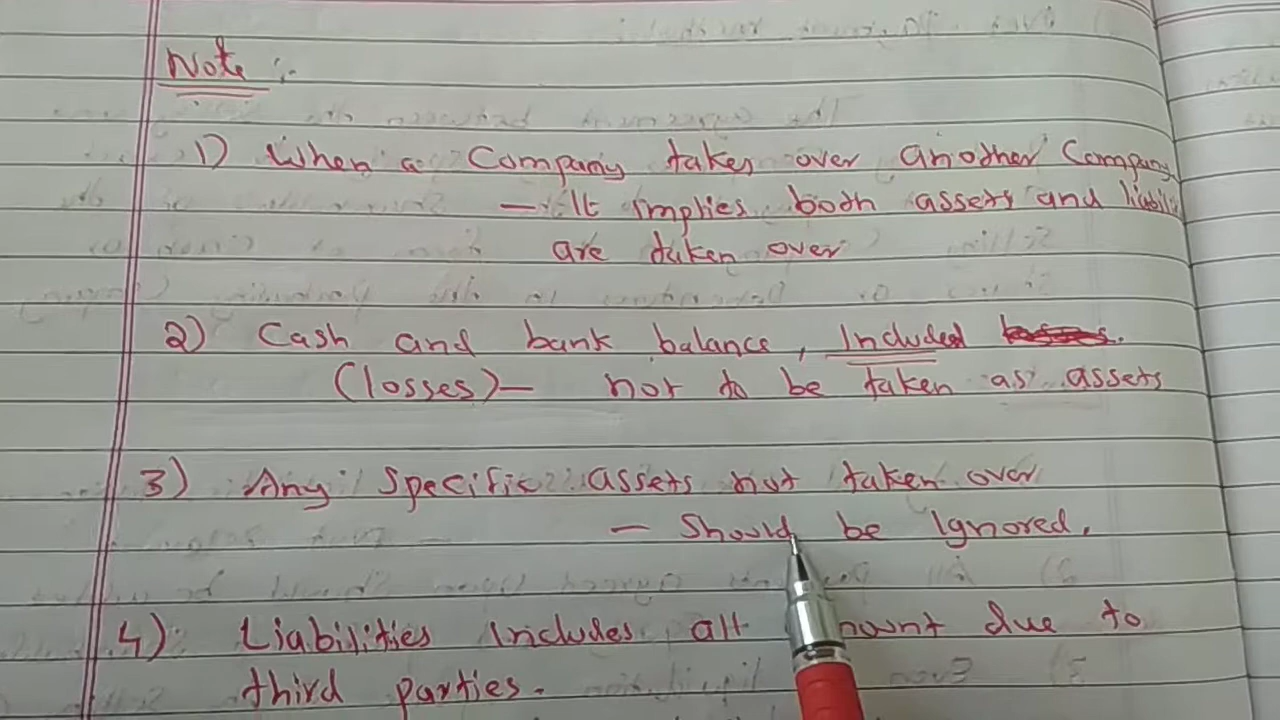 Note :-
1) When a Company takes over another Company
– It implies both assets and
are taken over
2) Cash and bank balance, Included
(losses) – not to be taken as assets
3) Any Specific assets not taken over
– Should be Ignored.
4) Liabilities Includes all due to
third parties.